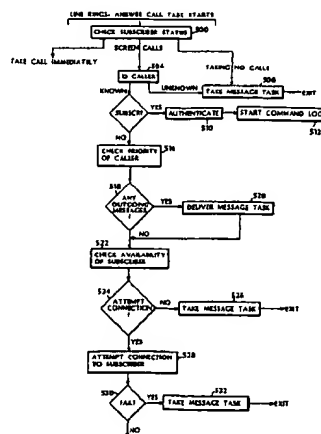 LINE RINGS - ANSWER CALL TASK STARTS
CHECK SUBSCRIBER STATUS
500
TAKE CALL IMMEDIATELY
SCREEN CALLS
TAKING NO CALLS
504
ID CALLER
506
TAKE MESSAGE TASK
EXIT
KNOWN
UNKNOWN
YES
AUTHENTICATE
START COMMAND
510
512
NO
CHECK PRIORITY
OF CALLER
514
518
ANY
OUTGOING
MESSAGES
?
YES
DELIVER MESSAGE TASK
520
NO
522
CHECK AVAILABILITY
OF SUBSCRIBER
524
ATTEMPT
CONNECTION
?
NO
TAKE MESSAGE TASK
526
EXIT
YES
ATTEMPT CONNECTION
TO SUBSCRIBER
528
530
YES
TAKE MESSAGE TASK
532
EXIT
NO